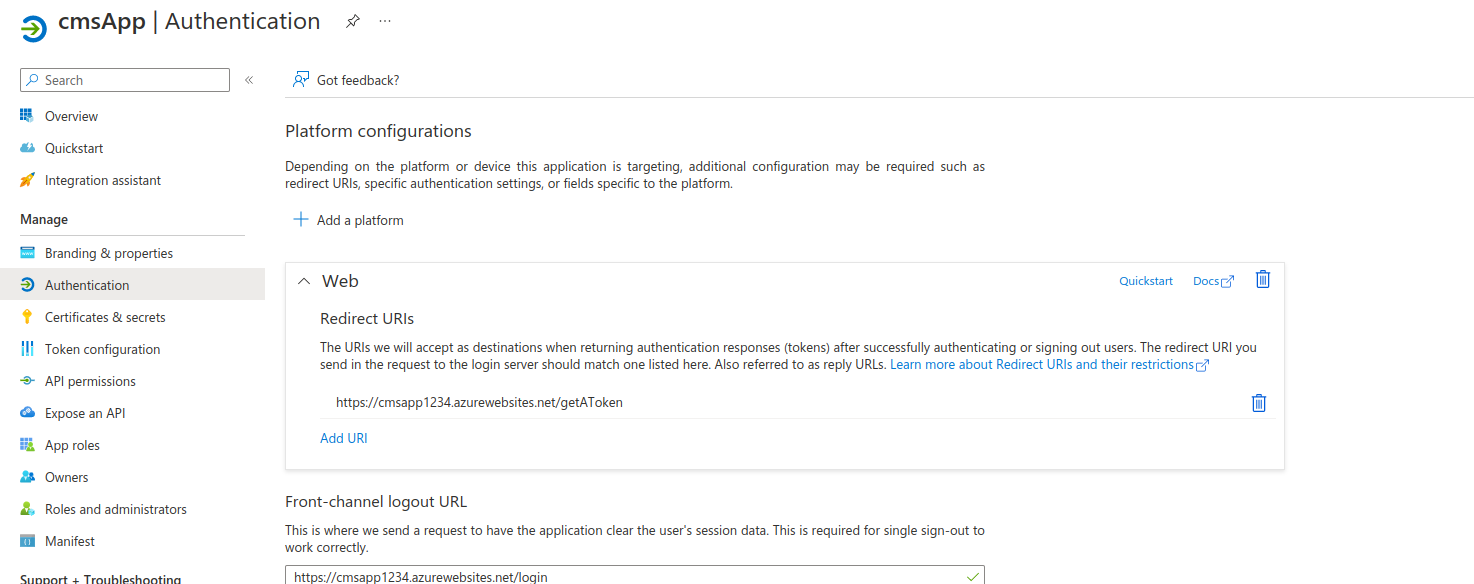 cmsApp | Authentication
Search
Got feedback?
Overview
Quickstart
Integration assistant
Manage
Branding & properties
Authentication
Certificates & secrets
Token configuration
API permissions
Expose an API
App roles
Owners
Roles and administrators
Manifest
Support + Troubleshooting
Platform configurations
Depending on the platform or device this application is targeting, additional configuration may be required such as
redirect URIs, specific authentication settings, or fields specific to the platform.
Add a platform
Web
Quickstart
Docs
Redirect URIs
The URIs we will accept as destinations when returning authentication responses (tokens) after successfully authenticating or signing out users. The redirect URI you
send in the request to the login server should match one listed here. Also referred to as reply URLs. Learn more about Redirect URIs and their restrictions
https://cmsapp1234.azurewebsites.net/getAToken
Add URI
Front-channel logout URL
This is where we send a request to have the application clear the user's session data. This is required for single sign-out to
work correctly.
https://cmsapp1234.azurewebsites.net/login